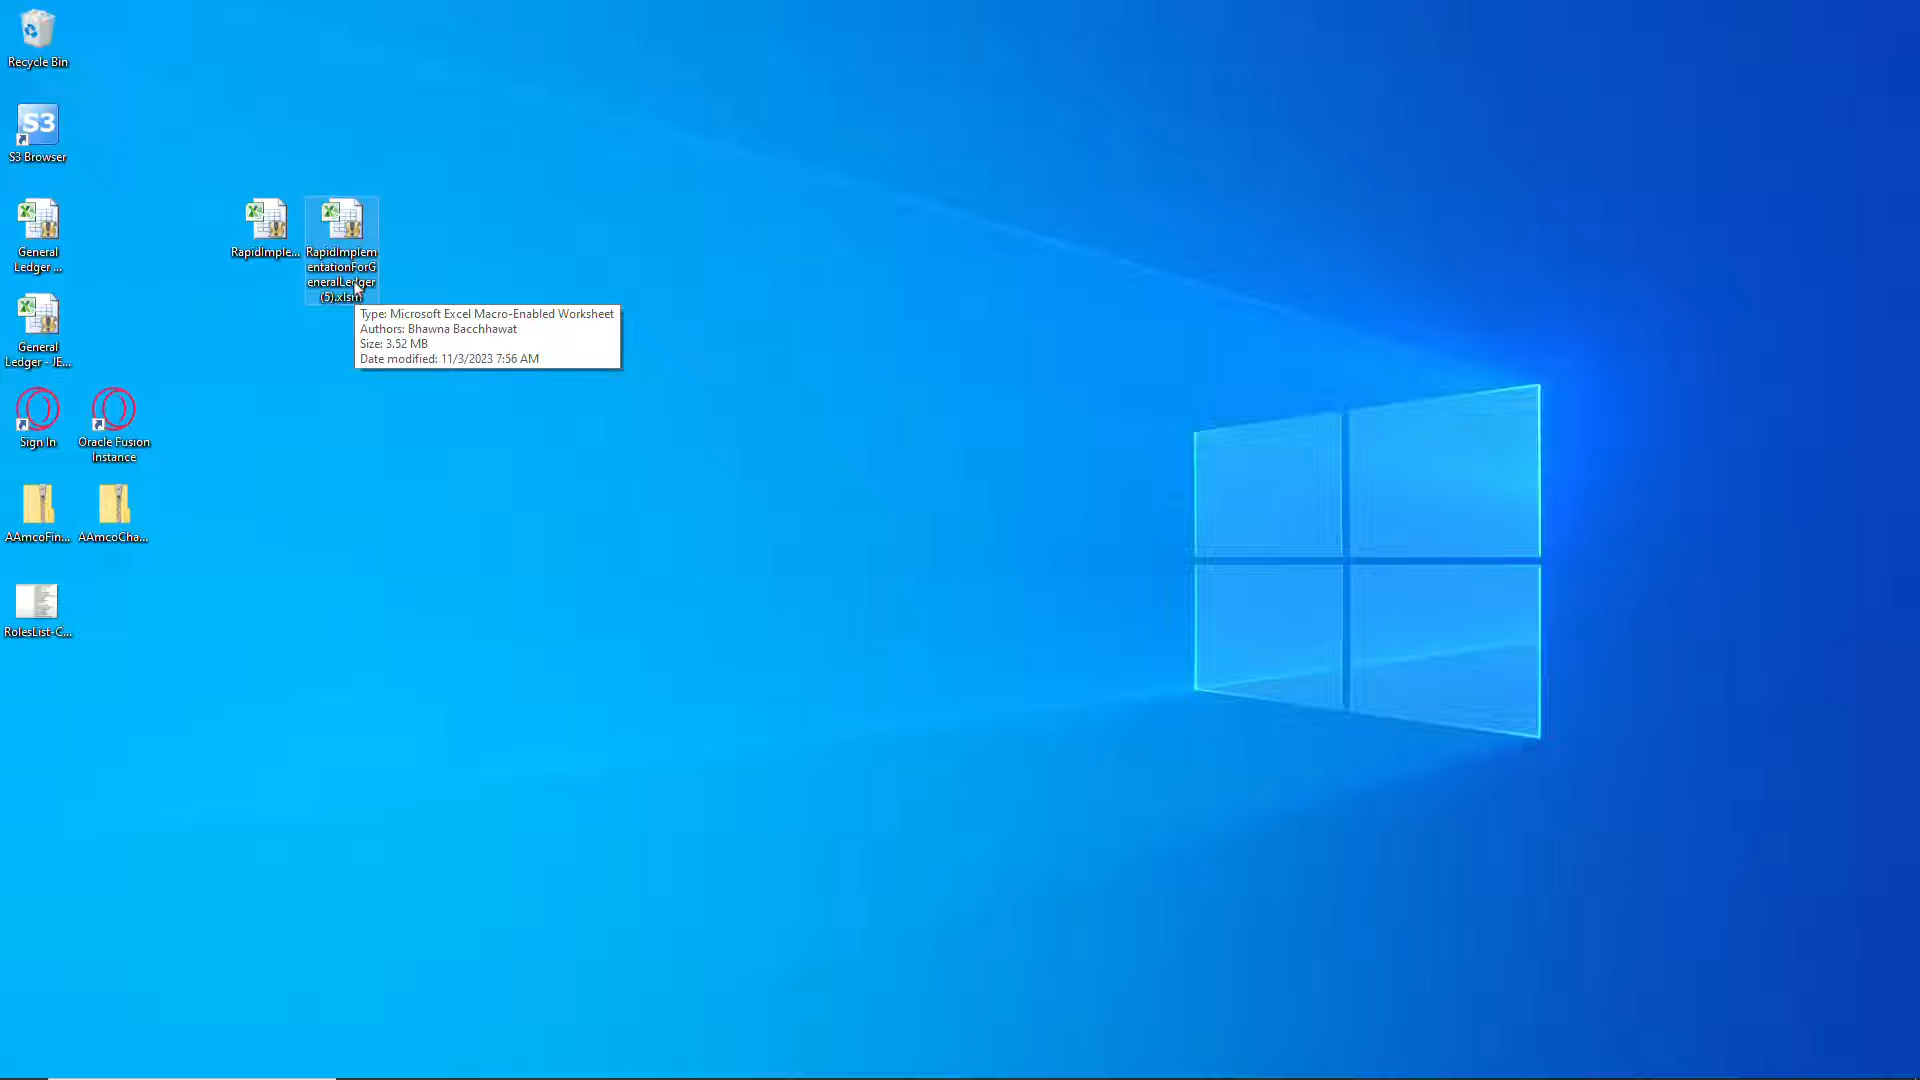 Recycle Bin
S3
S3 Browser
General
Ledger ...
RapidImple...
RapidImplem
entationForG
eneralLedger
(5).xlsm
Type: Microsoft Excel Macro-Enabled Worksheet
Authors: Bhawna Bacchhawat
Size: 3.52 MB
Date modified: 11/3/2023 7:56 AM
General
Ledger - JE...
Sign In
Oracle Fusion
Instance
AAmcoFin...
AAmcoCha...
RolesList-C...